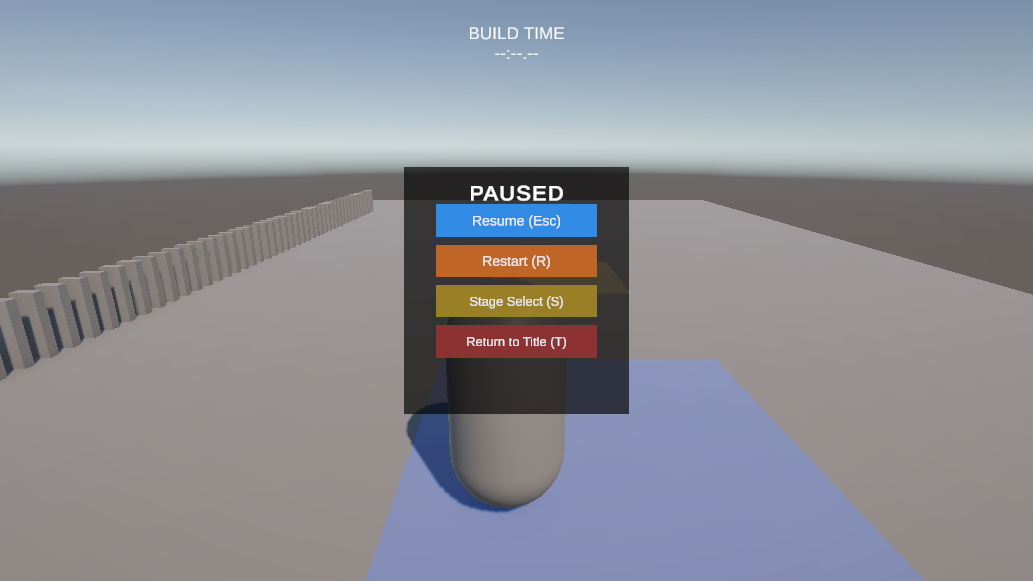 BUILD TIME
--:--.--
PAUSED
Resume (Esc)
Restart (R)
Stage Select (S)
Return to Title (T)